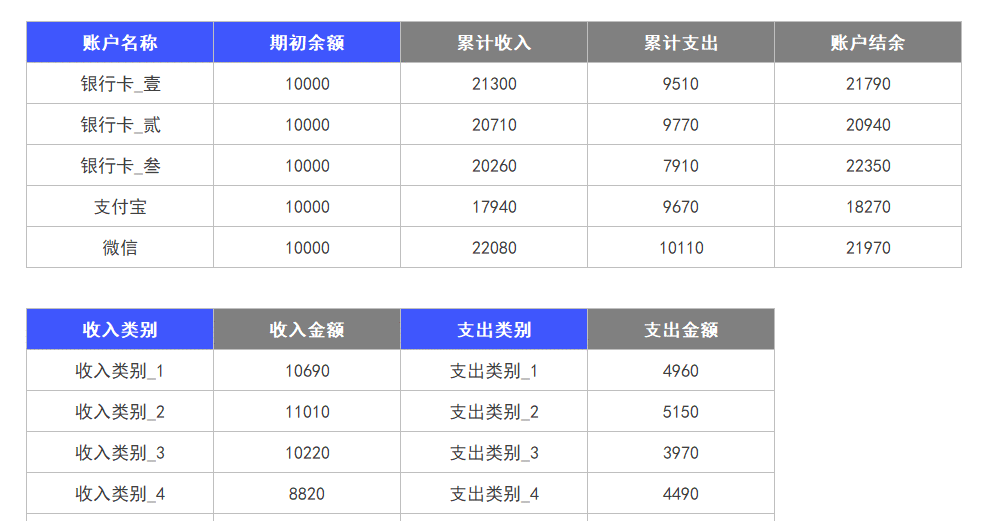 账户名称 期初余额 累计收入 累计支出 账户结余
银行卡_壹 10000 21300 9510 21790
银行卡_贰 10000 20710 9770 20940
银行卡_叁 10000 20260 7910 22350
支付宝 10000 17940 9670 18270
微信 10000 22080 10110 21970
收入类别 收入金额 支出类别 支出金额
收入类别_1 10690 支出类别_1 4960
收入类别_2 11010 支出类别_2 5150
收入类别_3 10220 支出类别_3 3970
收入类别_4 8820 支出类别_4 4490